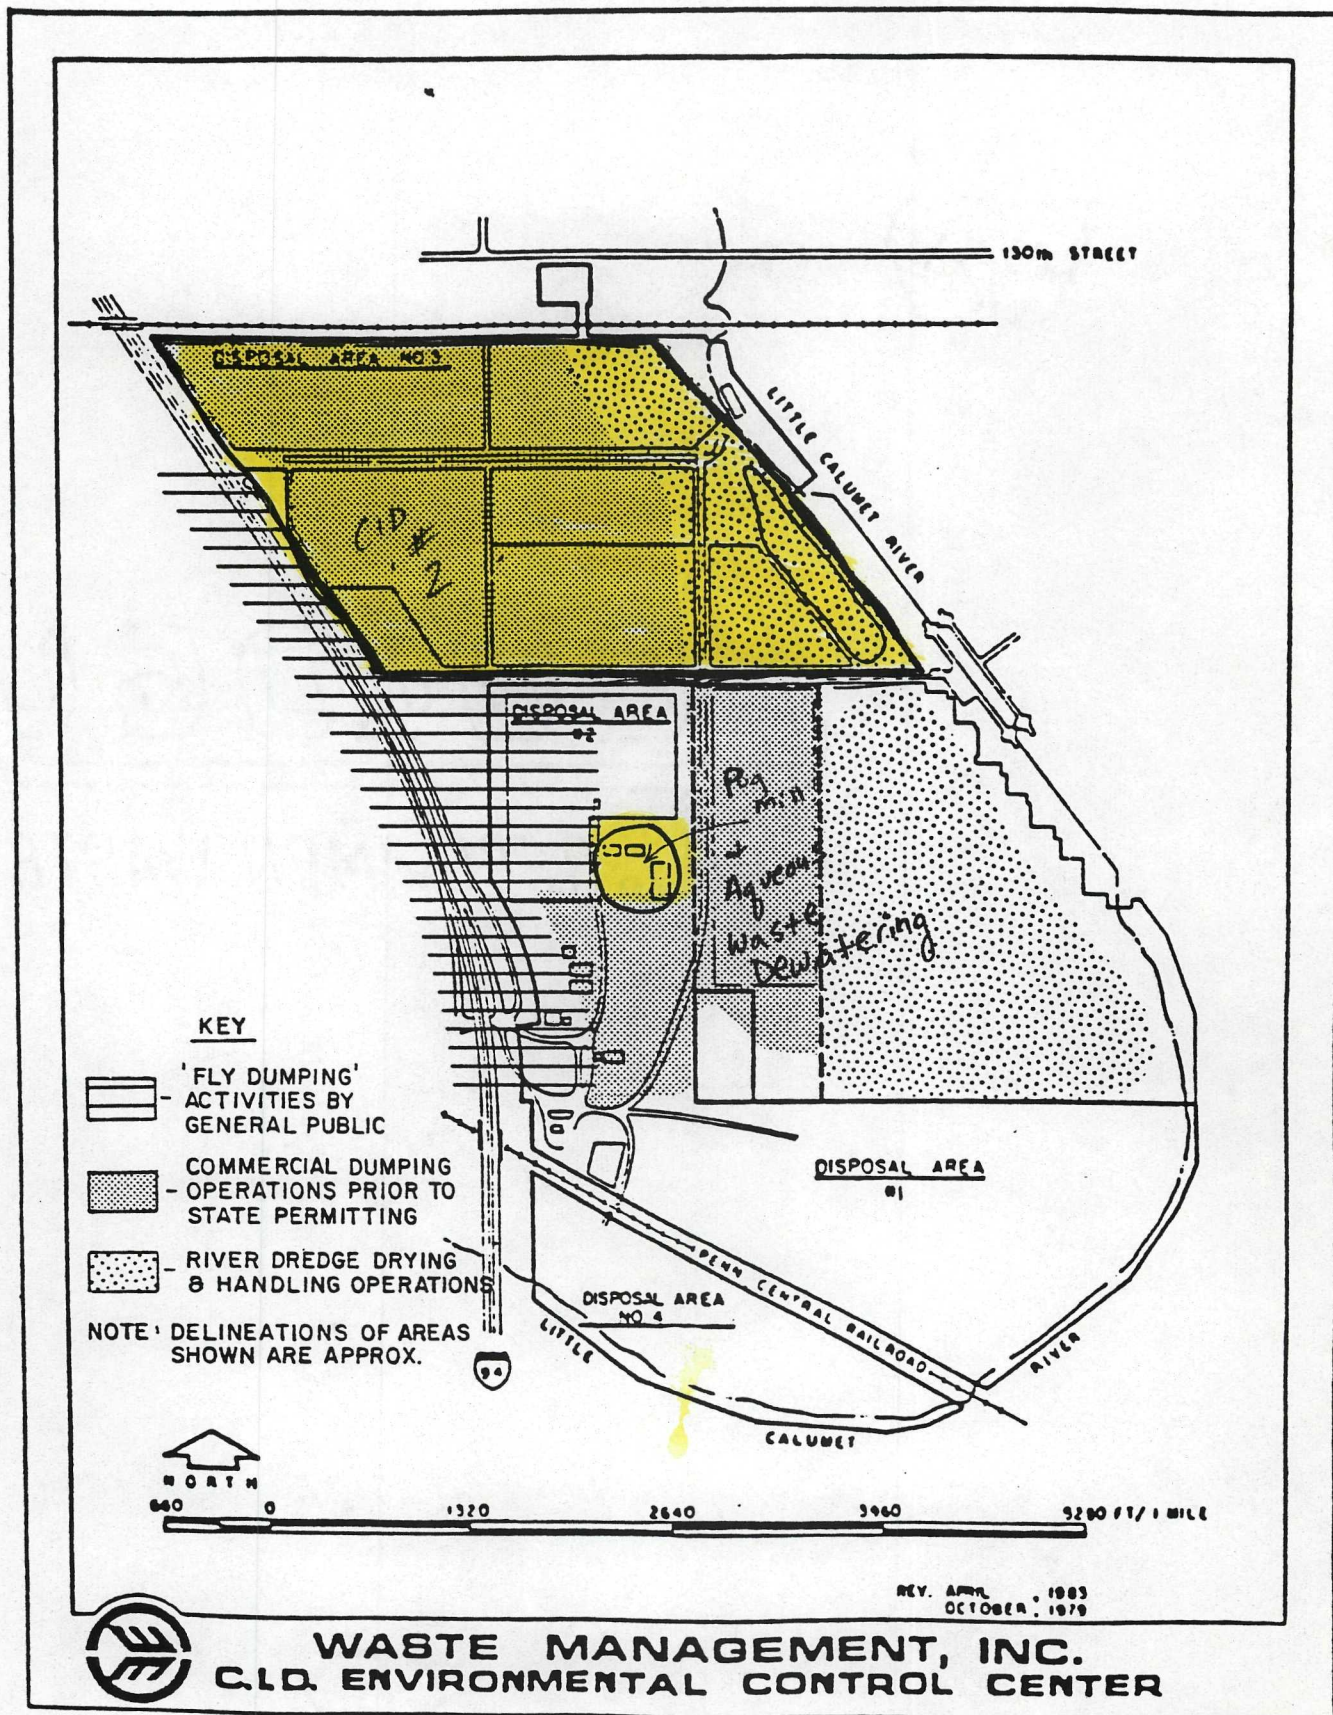 130th STREET
DISPOSAL AREA NO 3
LITTLE CALUMET RIVER
CID
#
2
DISPOSAL AREA
#2
Pug
mill
+
Aqueous
waste
Dewatering
KEY
'FLY DUMPING'
ACTIVITIES BY
GENERAL PUBLIC
COMMERCIAL DUMPING
OPERATIONS PRIOR TO
STATE PERMITTING
RIVER DREDGE DRYING
& HANDLING OPERATIONS
NOTE: DELINEATIONS OF AREAS
SHOWN ARE APPROX.
DISPOSAL AREA
#1
PENN CENTRAL RAILROAD
DISPOSAL AREA
NO 4
LITTLE
CALUMET
RIVER
94
NORTH
660 0 1320 2640 3960 5280 FT/1 MILE
REV. APRIL, 1983
OCTOBER, 1979
WASTE MANAGEMENT, INC.
C.I.D. ENVIRONMENTAL CONTROL CENTER